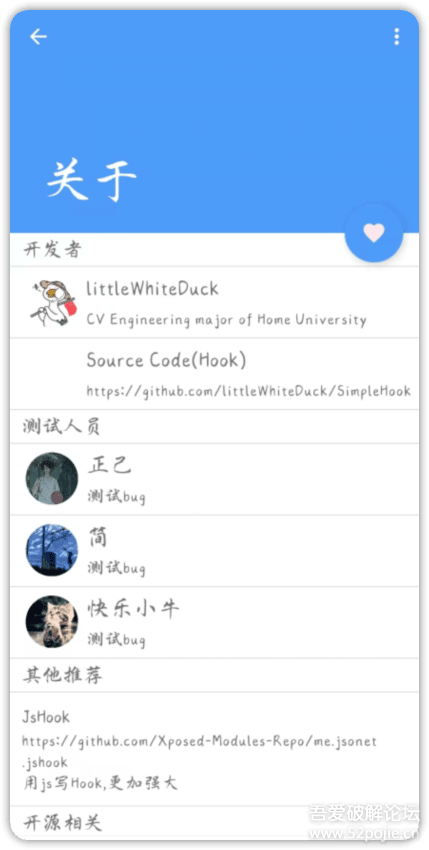 关于
开发者
littleWhiteDuck
CV Engineering major of Home University
Source Code(Hook)
https://github.com/littleWhiteDuck/SimpleHook
测试人员
正己
测试bug
简
测试bug
快乐小牛
测试bug
其他推荐
JsHook
https://github.com/Xposed-Modules-Repo/me.jsonet
.jshook
用js写Hook,更加强大
开源相关
吾爱破解论坛
www.52pojie.cn